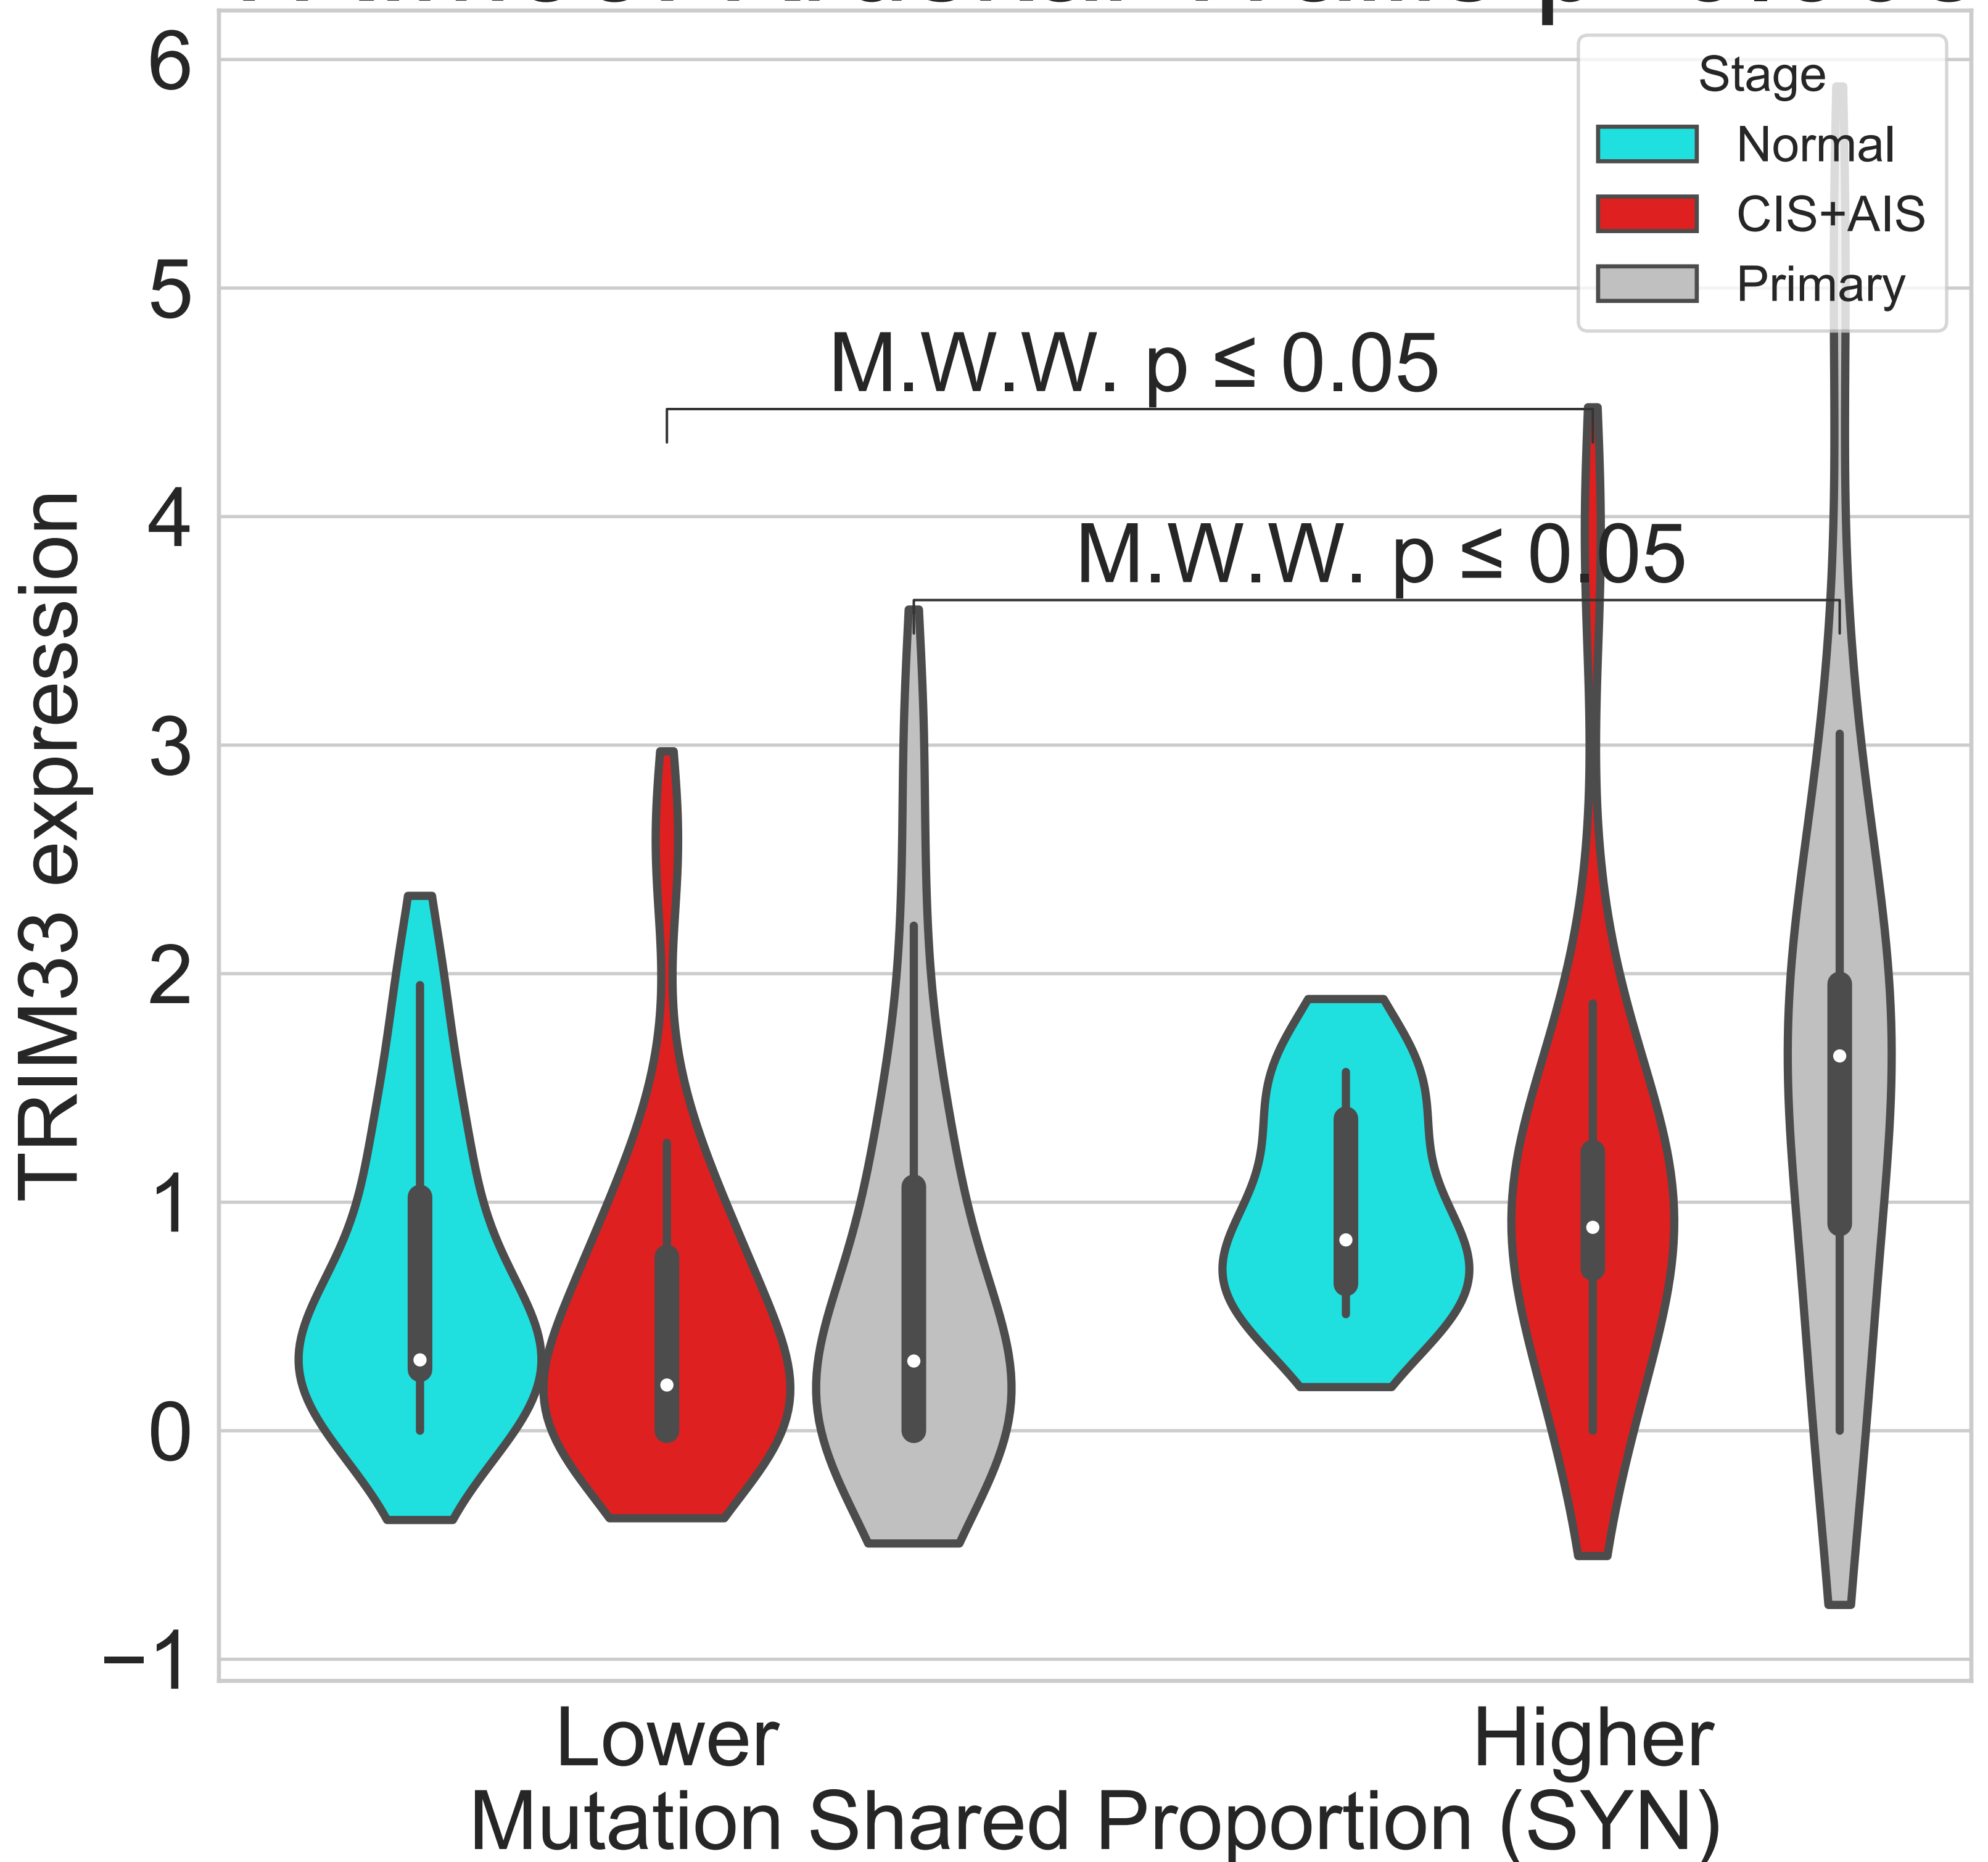 6
5
4
3
2
1
0
−1
TRIM33 expression
Stage
Normal
CIS+AIS
Primary
M.W.W. p ≤ 0.05
M.W.W. p ≤ 0.05
Lower
Higher
Mutation Shared Proportion (SYN)